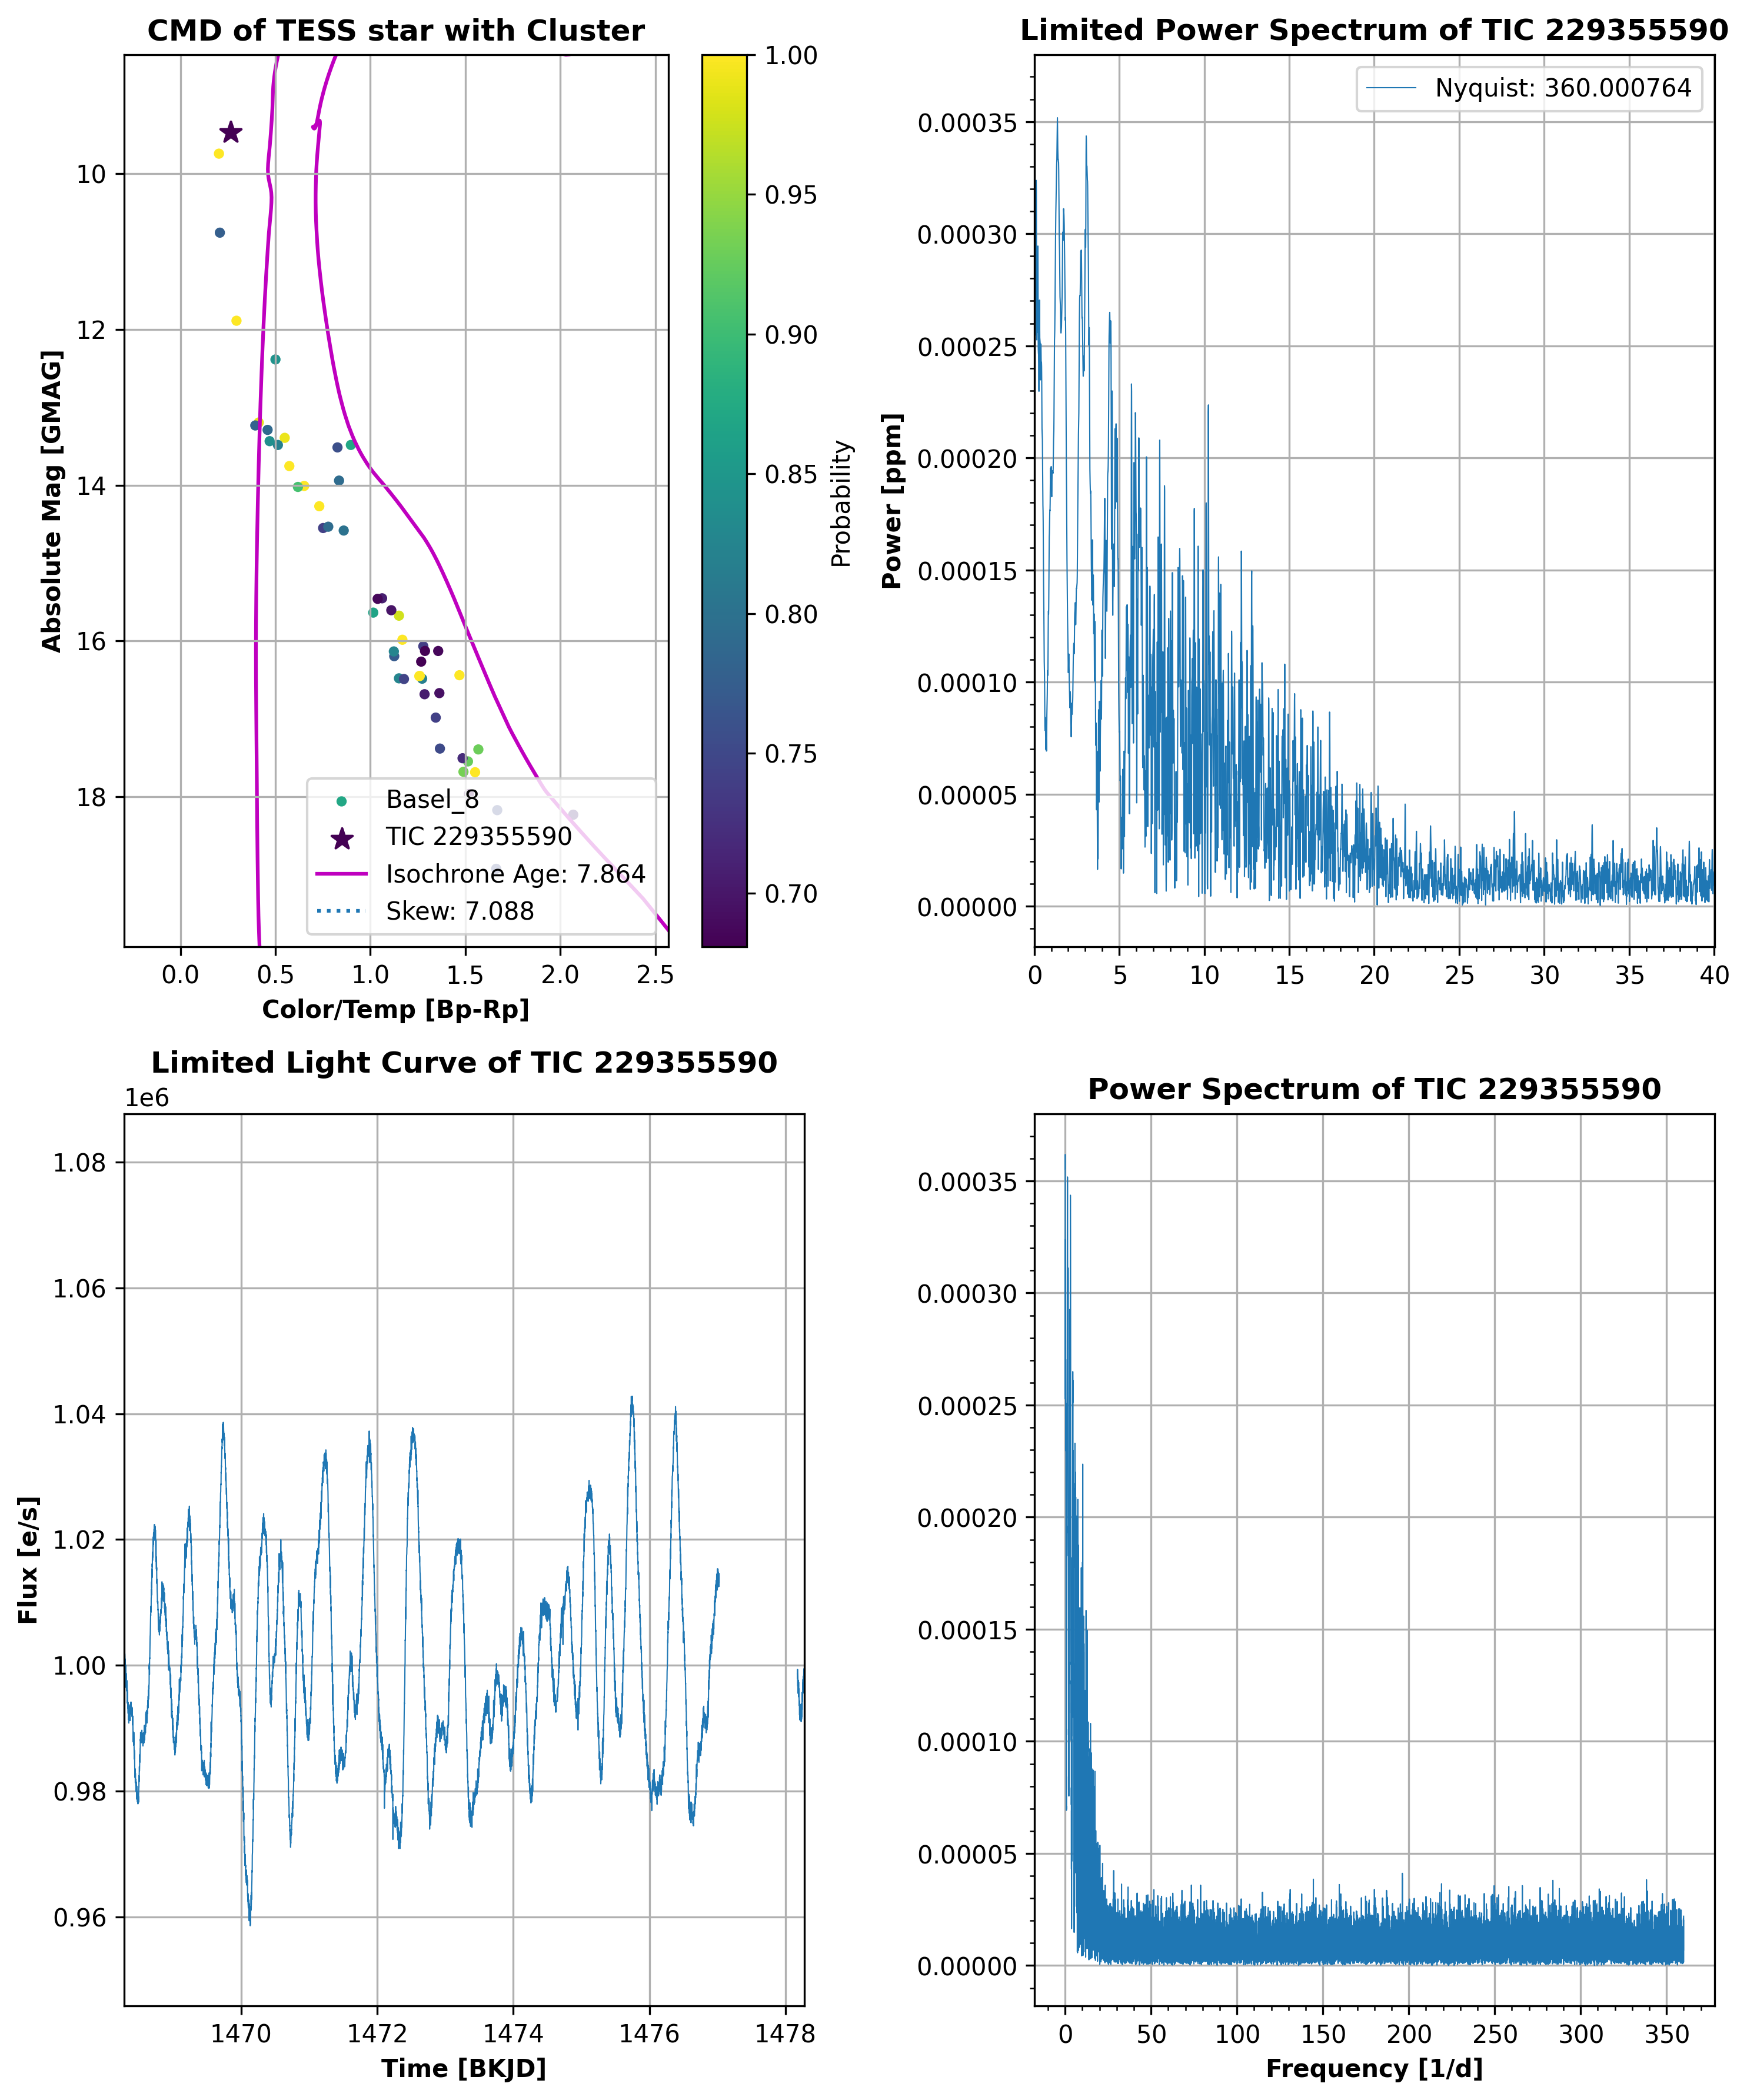 CMD of TESS star with Cluster
Absolute Mag [GMAG]
10
12
14
16
18
0.0 0.5 1.0 1.5 2.0 2.5
Color/Temp [Bp-Rp]
Basel_8
TIC 229355590
Isochrone Age: 7.864
Skew: 7.088
1.00
0.95
0.90
0.85
0.80
0.75
0.70
Probability
Limited Power Spectrum of TIC 229355590
Nyquist: 360.000764
Power [ppm]
0.00035
0.00030
0.00025
0.00020
0.00015
0.00010
0.00005
0.00000
0 5 10 15 20 25 30 35 40
Limited Light Curve of TIC 229355590
1e6
Flux [e/s]
1.08
1.06
1.04
1.02
1.00
0.98
0.96
1470 1472 1474 1476 1478
Time [BKJD]
Power Spectrum of TIC 229355590
0.00035
0.00030
0.00025
0.00020
0.00015
0.00010
0.00005
0.00000
0 50 100 150 200 250 300 350
Frequency [1/d]